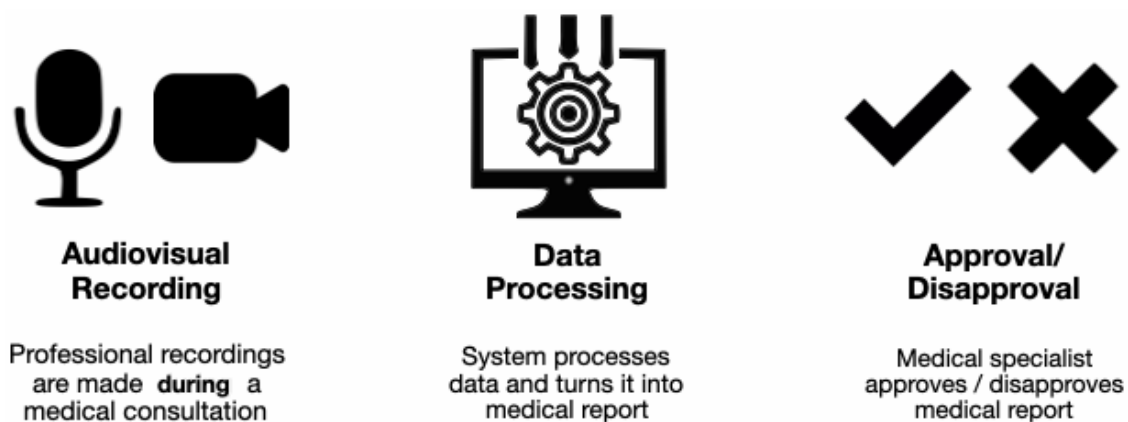 Audiovisual
Recording
Professional recordings
are made during a
medical consultation
Data
Processing
System processes
data and turns it into
medical report
Approval/
Disapproval
Medical specialist
approves / disapproves
medical report